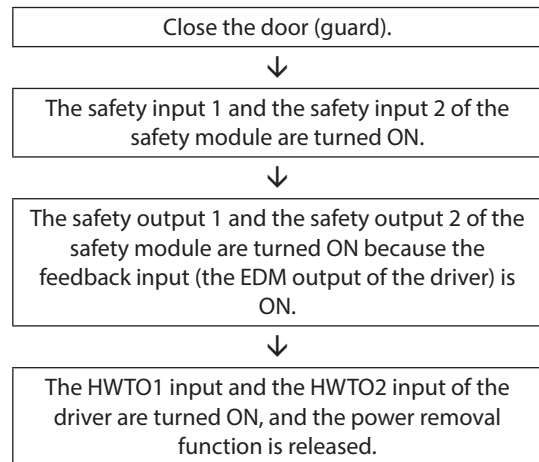 Close the door (guard).
↓
The safety input 1 and the safety input 2 of the
safety module are turned ON.
↓
The safety output 1 and the safety output 2 of the
safety module are turned ON because the
feedback input (the EDM output of the driver) is
ON.
↓
The HWTO1 input and the HWTO2 input of the
driver are turned ON, and the power removal
function is released.